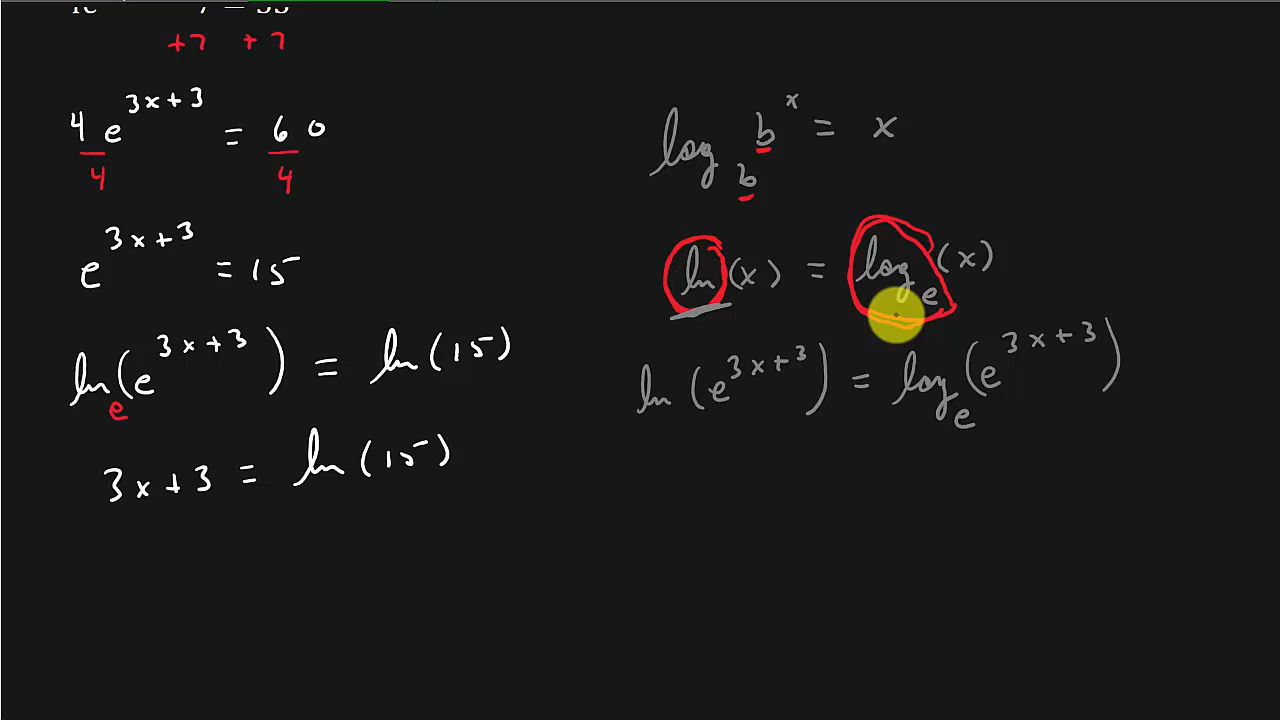 +7 +7
4e^{3x+3} = 60
4 4
e^{3x+3} = 15
ln(e^{3x+3}) = ln(15)
e
3x+3 = ln(15)
log_b b^x = x
ln(x) = log_e(x)
ln(e^{3x+3}) = log_e(e^{3x+3})